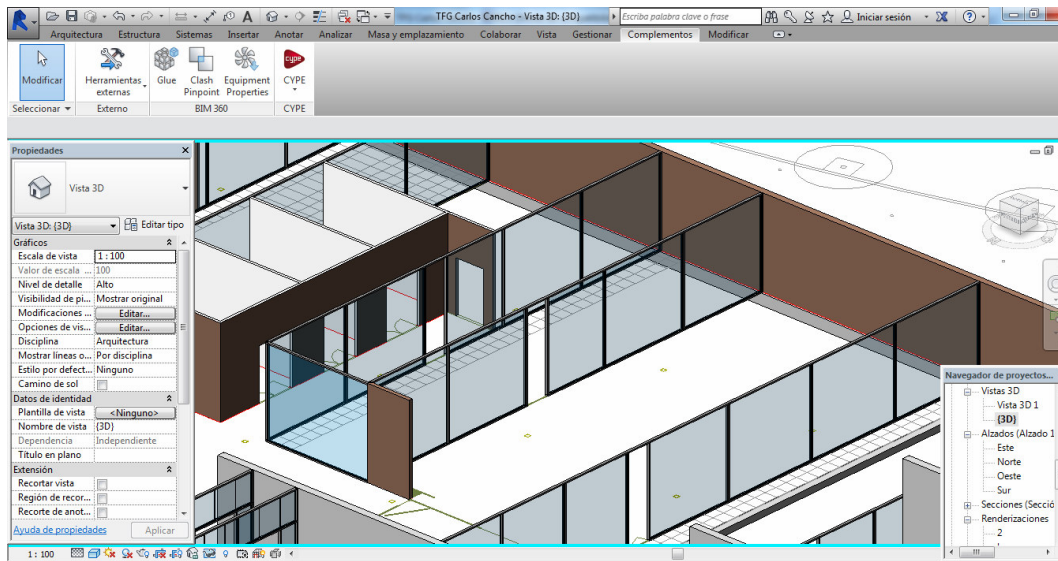 TFG Carlos Cancho - Vista 3D: {3D}
Escriba palabra clave o frase
Iniciar sesión
Arquitectura Estructura Sistemas Insertar Anotar Analizar Masa y emplazamiento Colaborar Vista Gestionar Complementos Modificar
Modificar
Herramientas externas
Glue
Clash Pinpoint
Equipment Properties
cype
CYPE
Seleccionar
Externo
BIM 360
CYPE
Propiedades
Vista 3D
Vista 3D: {3D}
Editar tipo
Gráficos
Escala de vista 1 : 100
Valor de escala ... 100
Nivel de detalle Alto
Visibilidad de pi... Mostrar original
Modificaciones ... Editar...
Opciones de vis... Editar...
Disciplina Arquitectura
Mostrar líneas o... Por disciplina
Estilo por defect... Ninguno
Camino de sol
Datos de identidad
Plantilla de vista <Ninguno>
Nombre de vista {3D}
Dependencia Independiente
Título en plano
Extensión
Recortar vista
Región de recor...
Recorte de anot...
Ayuda de propiedades
Aplicar
Navegador de proyectos...
Vistas 3D
Vista 3D 1
{3D}
Alzados (Alzado 1
Este
Norte
Oeste
Sur
Secciones (Secció
Renderizaciones
2
1 : 100